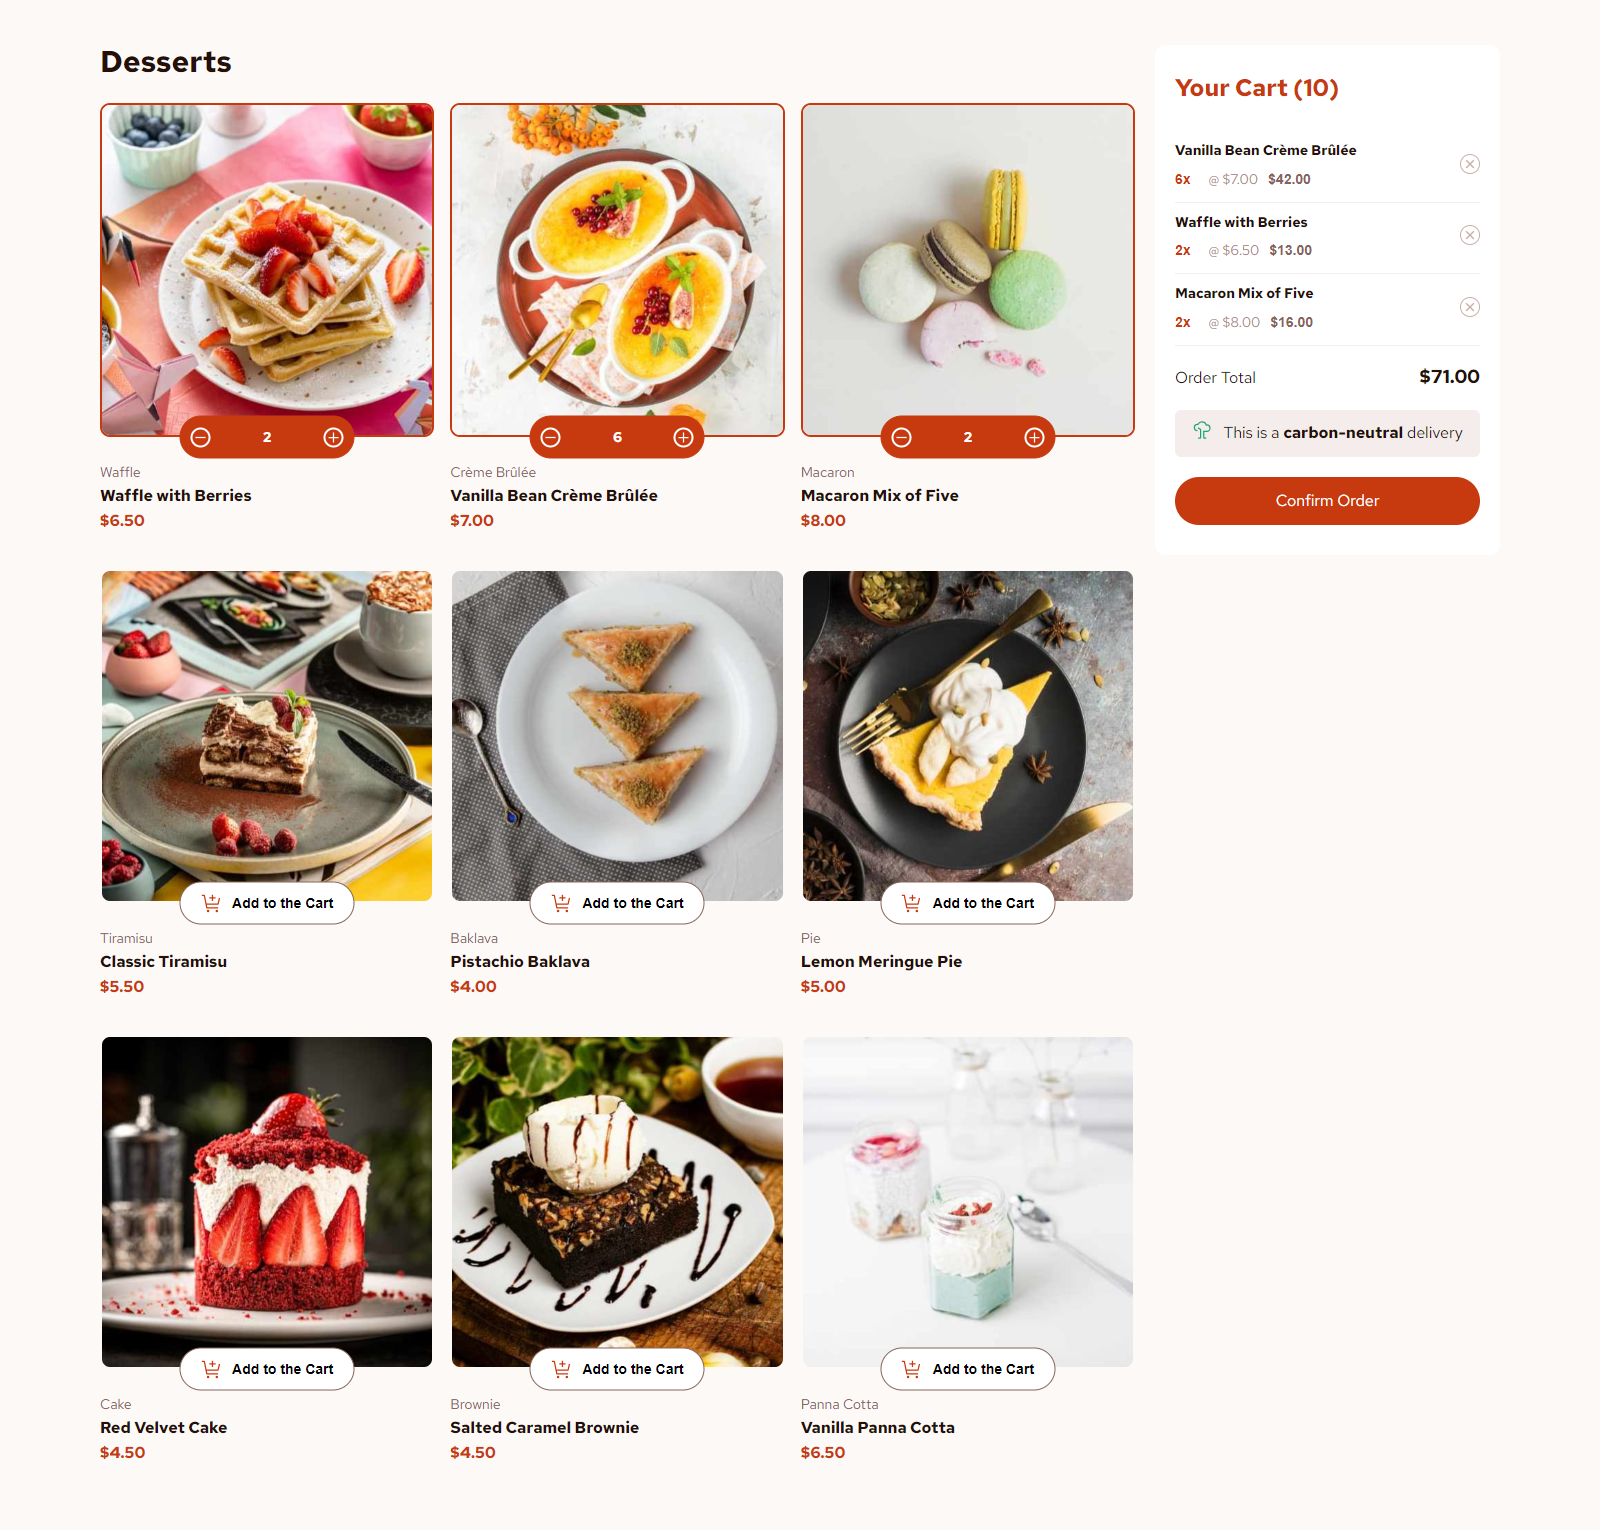 Desserts
2
Waffle
Waffle with Berries
$6.50
6
Crème Brûlée
Vanilla Bean Crème Brûlée
$7.00
2
Macaron
Macaron Mix of Five
$8.00
Add to the Cart
Tiramisu
Classic Tiramisu
$5.50
Add to the Cart
Baklava
Pistachio Baklava
$4.00
Add to the Cart
Pie
Lemon Meringue Pie
$5.00
Add to the Cart
Cake
Red Velvet Cake
$4.50
Add to the Cart
Brownie
Salted Caramel Brownie
$4.50
Add to the Cart
Panna Cotta
Vanilla Panna Cotta
$6.50
Your Cart (10)
Vanilla Bean Crème Brûlée
6x @ $7.00 $42.00
Waffle with Berries
2x @ $6.50 $13.00
Macaron Mix of Five
2x @ $8.00 $16.00
Order Total $71.00
This is a carbon-neutral delivery
Confirm Order